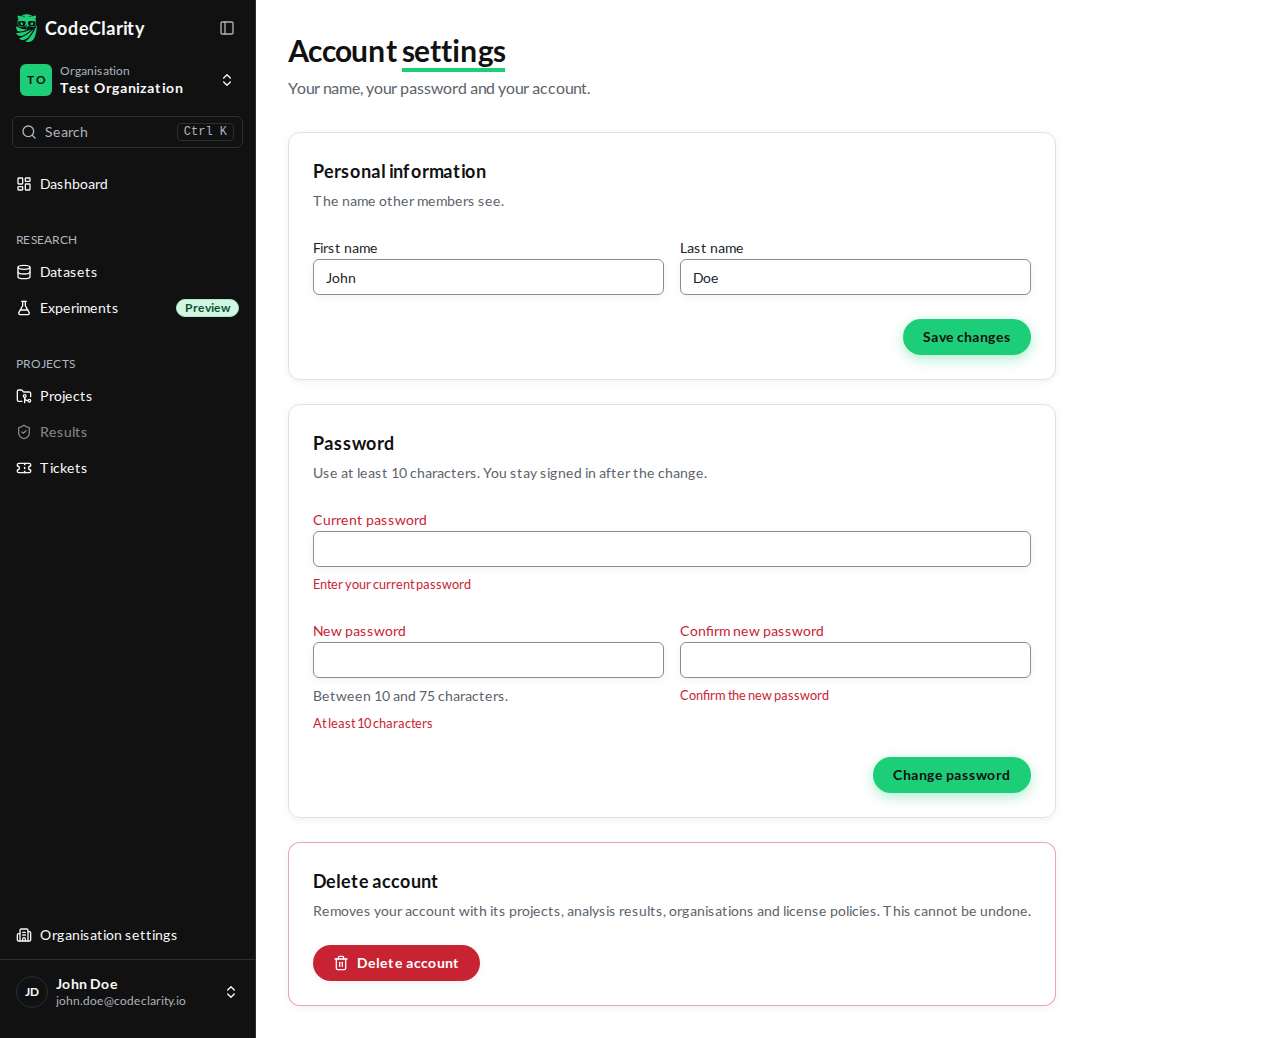 CodeClarity
TO
Organisation
Test Organization
Search
Ctrl K
Dashboard
RESEARCH
Datasets
Experiments
Preview
PROJECTS
Projects
Results
Tickets
Organisation settings
JD
John Doe
john.doe@codeclarity.io
Account settings
Your name, your password and your account.
Personal information
The name other members see.
First name
Last name
John
Doe
Save changes
Password
Use at least 10 characters. You stay signed in after the change.
Current password
Enter your current password
New password
Confirm new password
Between 10 and 75 characters.
Confirm the new password
At least 10 characters
Change password
Delete account
Removes your account with its projects, analysis results, organisations and license policies. This cannot be undone.
Delete account